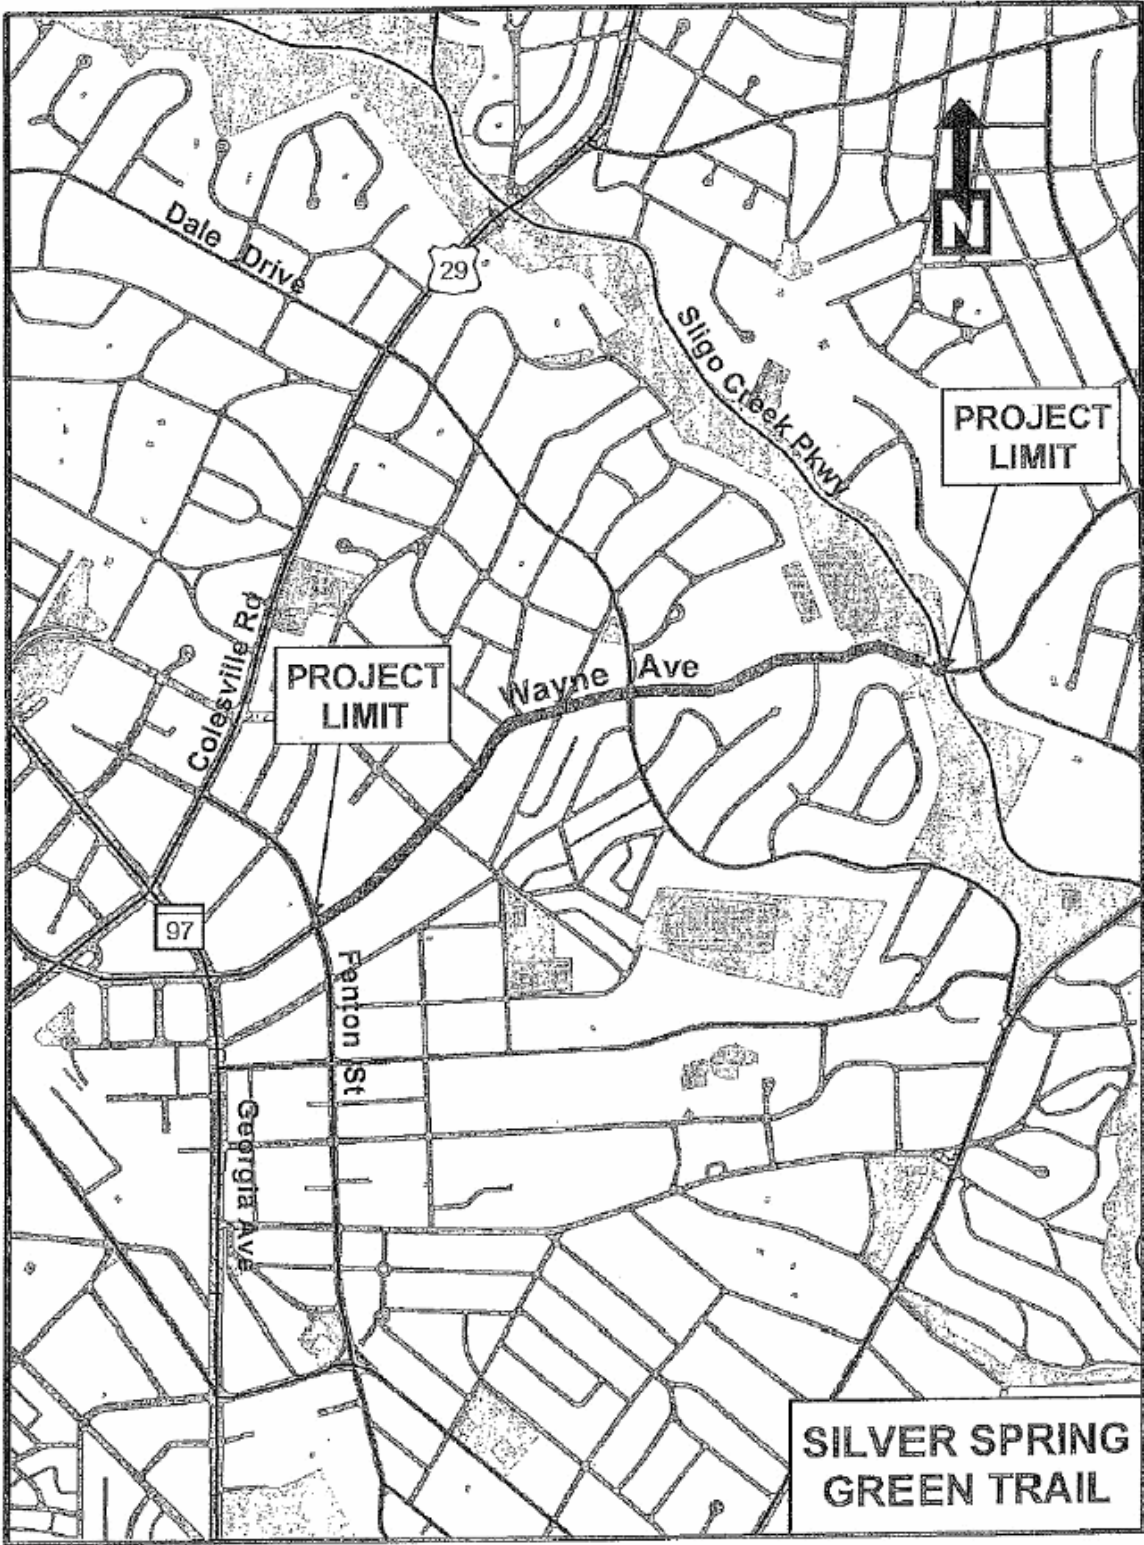 N
Dale Drive
29
Sligo Creek Pkwy
PROJECT
LIMIT
Colesville Rd
PROJECT
LIMIT
Wayne Ave
97
Fenton St
Georgia Ave
SILVER SPRING
GREEN TRAIL